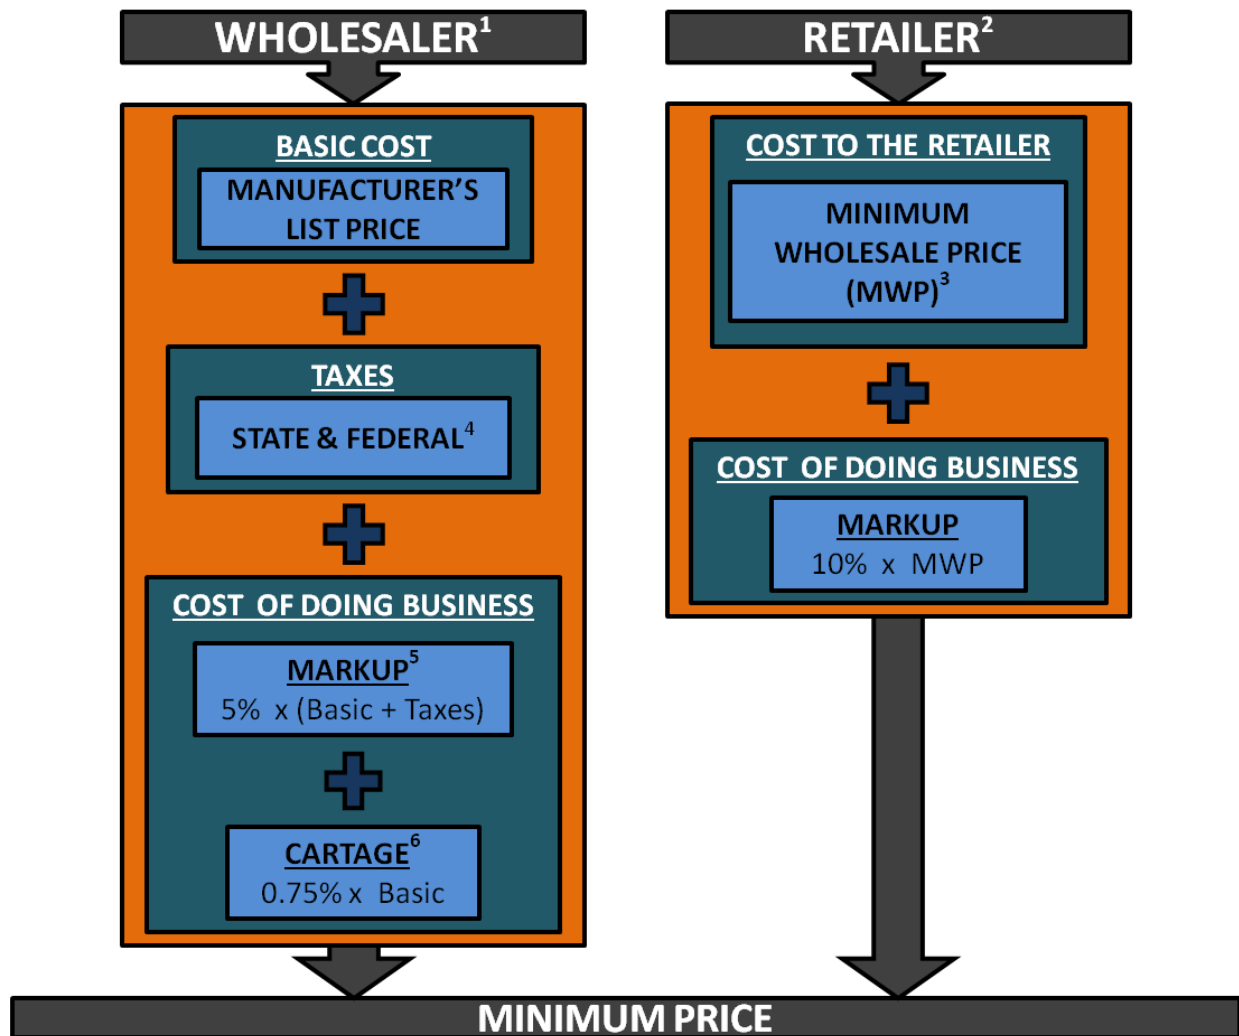 WHOLESALER¹
BASIC COST
MANUFACTURER'S
LIST PRICE
TAXES
STATE & FEDERAL⁴
COST OF DOING BUSINESS
MARKUP⁵
5% x (Basic + Taxes)
CARTAGE⁶
0.75% x Basic
RETAILER²
COST TO THE RETAILER
MINIMUM
WHOLESALE PRICE
(MWP)³
COST OF DOING BUSINESS
MARKUP
10% x MWP
MINIMUM PRICE